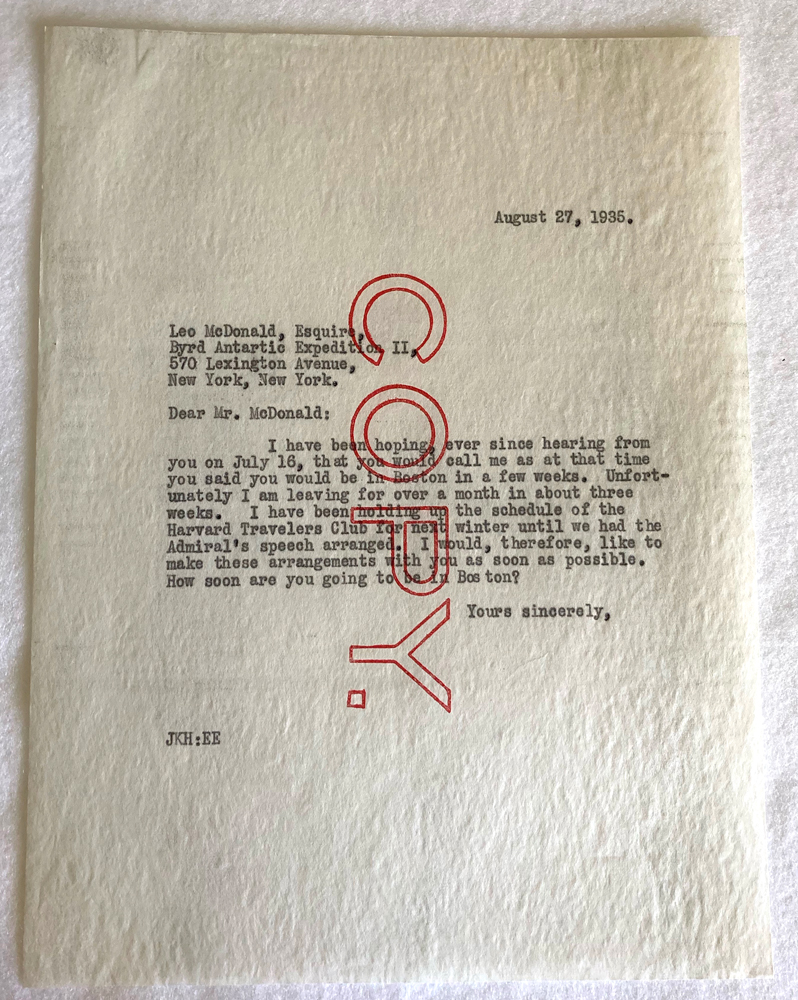 August 27, 1935.
Leo McDonald, Esquire,
Byrd Antartic Expedition II,
570 Lexington Avenue,
New York, New York.
Dear Mr. McDonald:
I have been hoping, ever since hearing from
you on July 16, that you would call me as at that time
you said you would be in Boston in a few weeks. Unfort-
unately I am leaving for over a month in about three
weeks. I have been holding up the schedule of the
Harvard Travelers Club for next winter until we had the
Admiral's speech arranged. I would, therefore, like to
make these arrangements with you as soon as possible.
How soon are you going to be in Bos ton?
Yours sincerely,
JKH:EE
COPY.